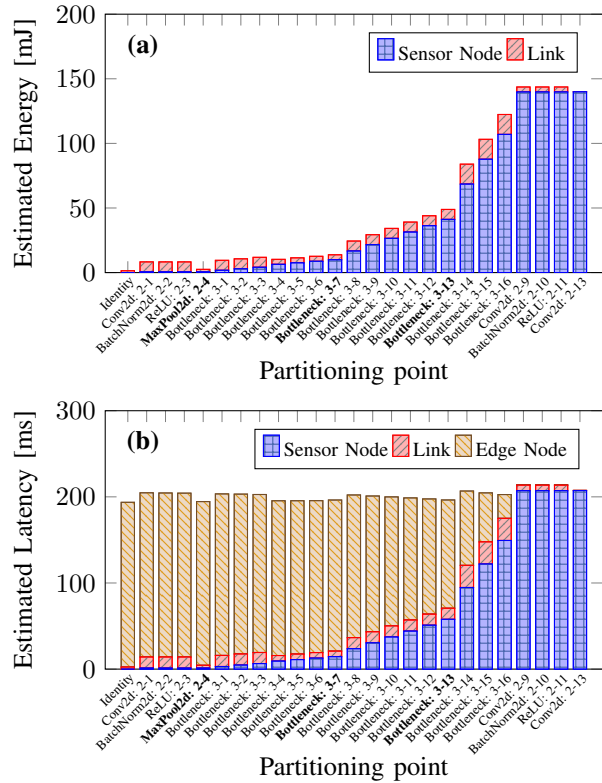 (a)
Sensor Node
Link
Estimated Energy [mJ]
200
150
100
50
0
Identity
Conv2d: 2-1
BatchNorm2d: 2-2
ReLU: 2-3
MaxPool2d: 2-4
Bottleneck: 3-1
Bottleneck: 3-2
Bottleneck: 3-3
Bottleneck: 3-4
Bottleneck: 3-5
Bottleneck: 3-6
Bottleneck: 3-7
Bottleneck: 3-8
Bottleneck: 3-9
Bottleneck: 3-10
Bottleneck: 3-11
Bottleneck: 3-12
Bottleneck: 3-13
Bottleneck: 3-14
Bottleneck: 3-15
Bottleneck: 3-16
Conv2d: 2-9
BatchNorm2d: 2-10
ReLU: 2-11
Conv2d: 2-13
Partitioning point
(b)
Sensor Node
Link
Edge Node
Estimated Latency [ms]
300
200
100
0
Identity
Conv2d: 2-1
BatchNorm2d: 2-2
ReLU: 2-3
MaxPool2d: 2-4
Bottleneck: 3-1
Bottleneck: 3-2
Bottleneck: 3-3
Bottleneck: 3-4
Bottleneck: 3-5
Bottleneck: 3-6
Bottleneck: 3-7
Bottleneck: 3-8
Bottleneck: 3-9
Bottleneck: 3-10
Bottleneck: 3-11
Bottleneck: 3-12
Bottleneck: 3-13
Bottleneck: 3-14
Bottleneck: 3-15
Bottleneck: 3-16
Conv2d: 2-9
BatchNorm2d: 2-10
ReLU: 2-11
Conv2d: 2-13
Partitioning point